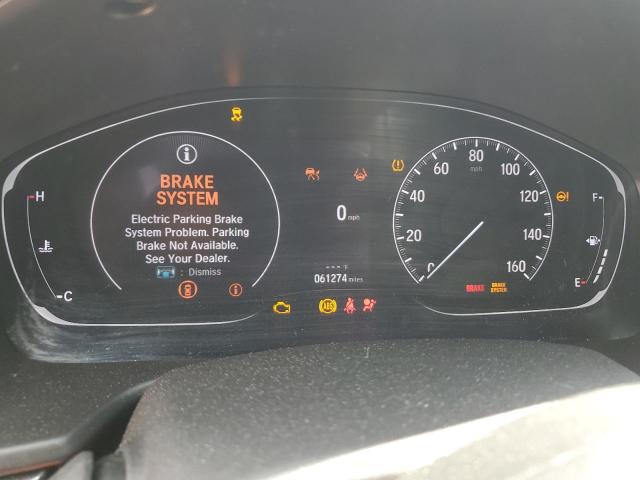 BRAKE
SYSTEM
Electric Parking Brake
System Problem. Parking
Brake Not Available.
See Your Dealer.
: Dismiss
H
C
0 mph
--- °F
061274 miles
0
20
40
60
80
100
120
140
160
mph
F
E
ABS
BRAKE
BRAKE
SYSTEM